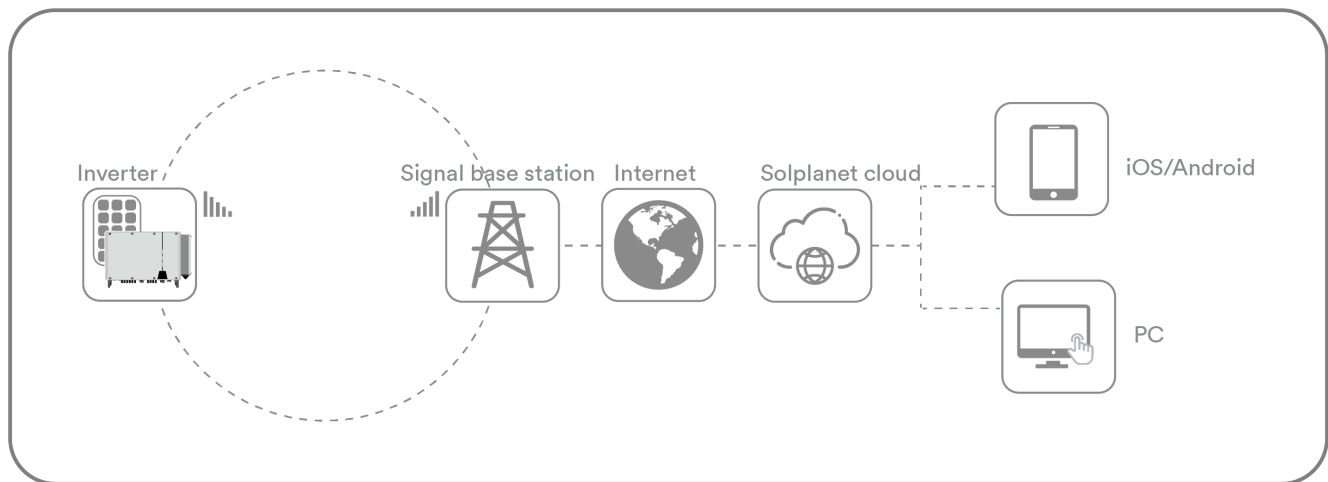 Inverter
Signal base station
Internet
Solplanet cloud
iOS/Android
PC